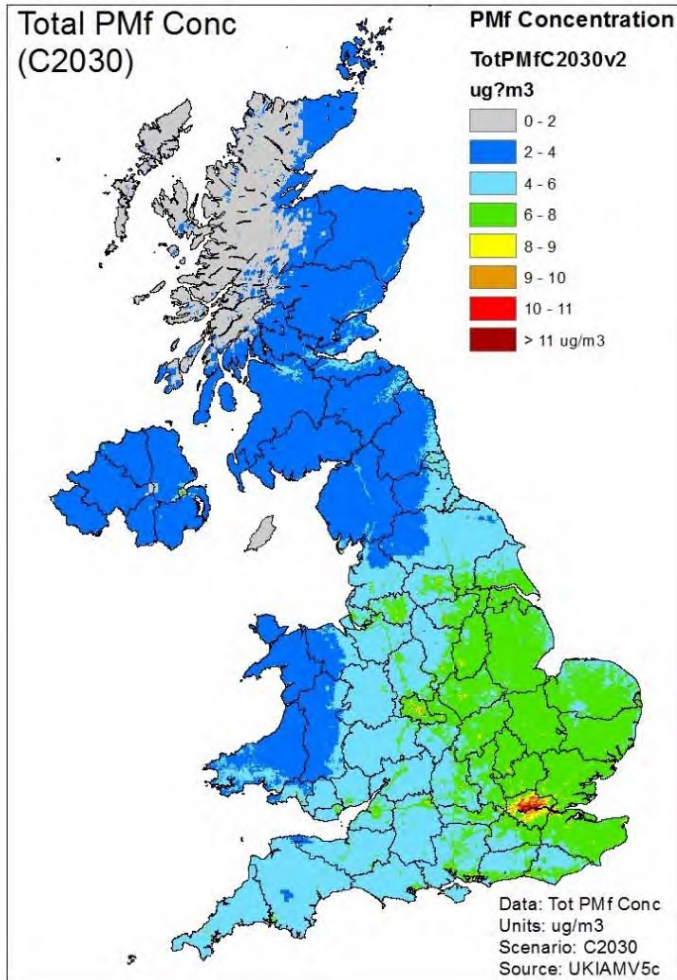 Total PMf Conc
(C2030)
PMf Concentration
TotPMfC2030v2
ug?m3
0 - 2
2 - 4
4 - 6
6 - 8
8 - 9
9 - 10
10 - 11
> 11 ug/m3
Data: Tot PMf Conc
Units: ug/m3
Scenario: C2030
Source: UKIAMV5c